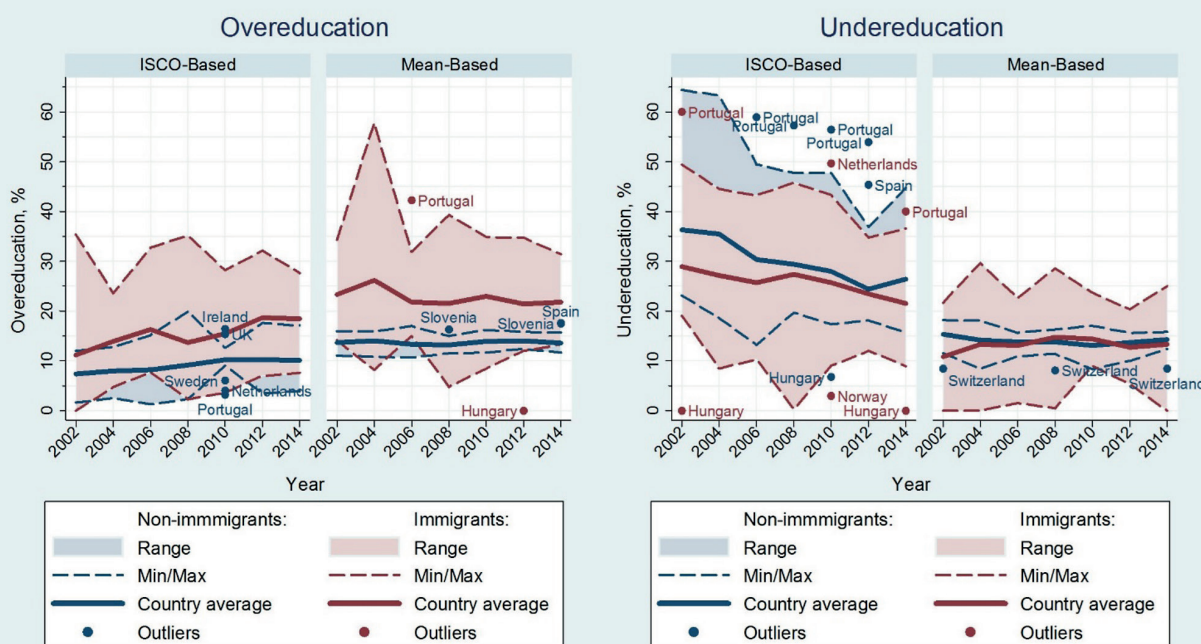 Overeducation
ISCO-Based
Mean-Based
Overeducation, %
60
50
40
30
20
10
0
Ireland
UK
Sweden
Netherlands
Portugal
Portugal
Slovenia
Spain
Slovenia
Hungary
2002 2004 2006 2008 2010 2012 2014
2002 2004 2006 2008 2010 2012 2014
Year
Non-immmigrants: Immigrants:
Range Range
Min/Max Min/Max
Country average Country average
Outliers Outliers
Undereducation
ISCO-Based
Mean-Based
Undereducation, %
60
50
40
30
20
10
0
Portugal
Portugal
Portugal
Portugal
Portugal
Netherlands
Spain
Portugal
Hungary
Norway
Hungary
Hungary
Switzerland
Switzerland
Switzerland
2002 2004 2006 2008 2010 2012 2014
2002 2004 2006 2008 2010 2012 2014
Year
Non-immmigrants: Immigrants:
Range Range
Min/Max Min/Max
Country average Country average
Outliers Outliers